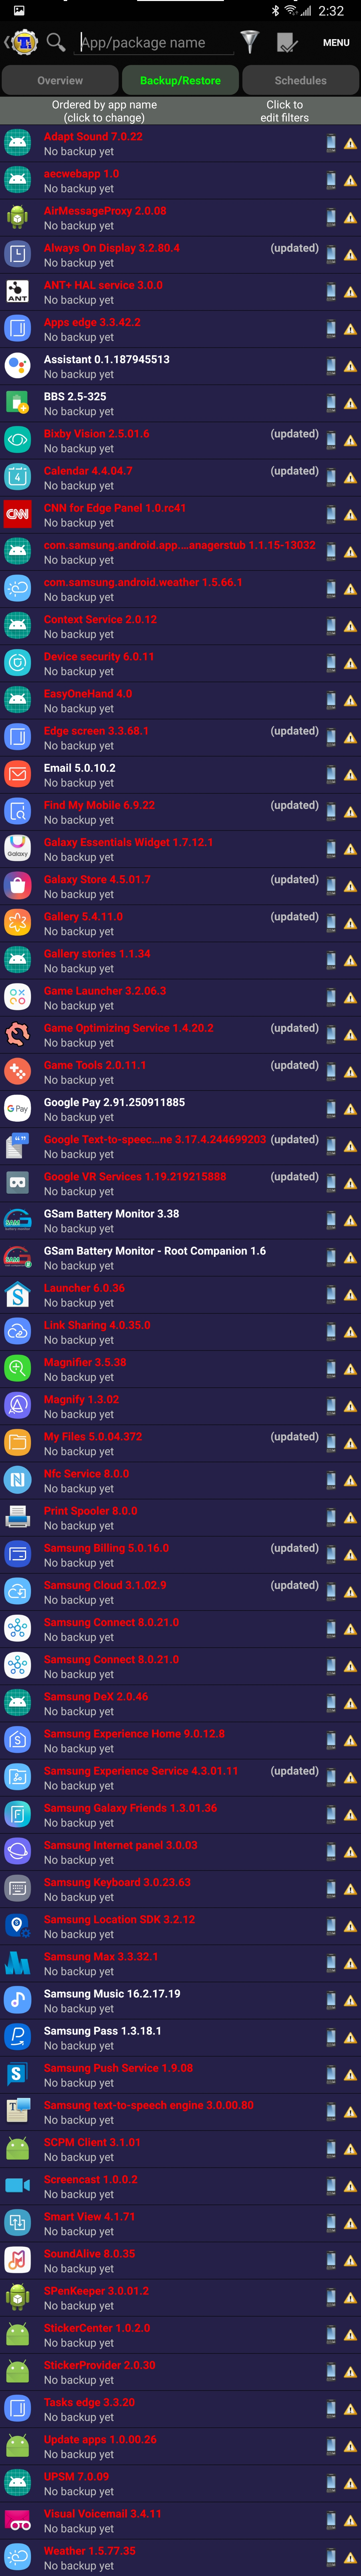 2:32
App/package name
MENU
Overview
Backup/Restore
Schedules
Ordered by app name
(click to change)
Click to
edit filters
Adapt Sound 7.0.22
No backup yet
aecwebapp 1.0
No backup yet
AirMessageProxy 2.0.08
No backup yet
Always On Display 3.2.80.4 (updated)
No backup yet
ANT
ANT+ HAL service 3.0.0
No backup yet
Apps edge 3.3.42.2
No backup yet
Assistant 0.1.187945513
No backup yet
BBS 2.5-325
No backup yet
Bixby Vision 2.5.01.6 (updated)
No backup yet
4
Calendar 4.4.04.7 (updated)
No backup yet
CNN
CNN for Edge Panel 1.0.rc41
No backup yet
com.samsung.android.app....anagerstub 1.1.15-13032
No backup yet
com.samsung.android.weather 1.5.66.1
No backup yet
Context Service 2.0.12
No backup yet
Device security 6.0.11
No backup yet
EasyOneHand 4.0
No backup yet
Edge screen 3.3.68.1 (updated)
No backup yet
Email 5.0.10.2
No backup yet
Find My Mobile 6.9.22 (updated)
No backup yet
Galaxy
Galaxy Essentials Widget 1.7.12.1
No backup yet
Galaxy Store 4.5.01.7 (updated)
No backup yet
Gallery 5.4.11.0 (updated)
No backup yet
Gallery stories 1.1.34
No backup yet
Game Launcher 3.2.06.3
No backup yet
Game Optimizing Service 1.4.20.2 (updated)
No backup yet
Game Tools 2.0.11.1 (updated)
No backup yet
G Pay
Google Pay 2.91.250911885
No backup yet
Google Text-to-speec...ne 3.17.4.244699203 (updated)
No backup yet
Google VR Services 1.19.219215888 (updated)
No backup yet
GSam Battery Monitor 3.38
No backup yet
GSam Battery Monitor - Root Companion 1.6
No backup yet
Launcher 6.0.36
No backup yet
Link Sharing 4.0.35.0
No backup yet
Magnifier 3.5.38
No backup yet
Magnify 1.3.02
No backup yet
My Files 5.0.04.372 (updated)
No backup yet
Nfc Service 8.0.0
No backup yet
Print Spooler 8.0.0
No backup yet
Samsung Billing 5.0.16.0 (updated)
No backup yet
Samsung Cloud 3.1.02.9 (updated)
No backup yet
Samsung Connect 8.0.21.0
No backup yet
Samsung Connect 8.0.21.0
No backup yet
Samsung DeX 2.0.46
No backup yet
Samsung Experience Home 9.0.12.8
No backup yet
Samsung Experience Service 4.3.01.11 (updated)
No backup yet
Samsung Galaxy Friends 1.3.01.36
No backup yet
Samsung Internet panel 3.0.03
No backup yet
Samsung Keyboard 3.0.23.63
No backup yet
Samsung Location SDK 3.2.12
No backup yet
Samsung Max 3.3.32.1
No backup yet
Samsung Music 16.2.17.19
No backup yet
Samsung Pass 1.3.18.1
No backup yet
Samsung Push Service 1.9.08
No backup yet
Samsung text-to-speech engine 3.0.00.80
No backup yet
SCPM Client 3.1.01
No backup yet
Screencast 1.0.0.2
No backup yet
Smart View 4.1.71
No backup yet
SoundAlive 8.0.35
No backup yet
SPenKeeper 3.0.01.2
No backup yet
StickerCenter 1.0.2.0
No backup yet
StickerProvider 2.0.30
No backup yet
Tasks edge 3.3.20
No backup yet
Update apps 1.0.00.26
No backup yet
UPSM 7.0.09
No backup yet
Visual Voicemail 3.4.11
No backup yet
Weather 1.5.77.35
No backup yet